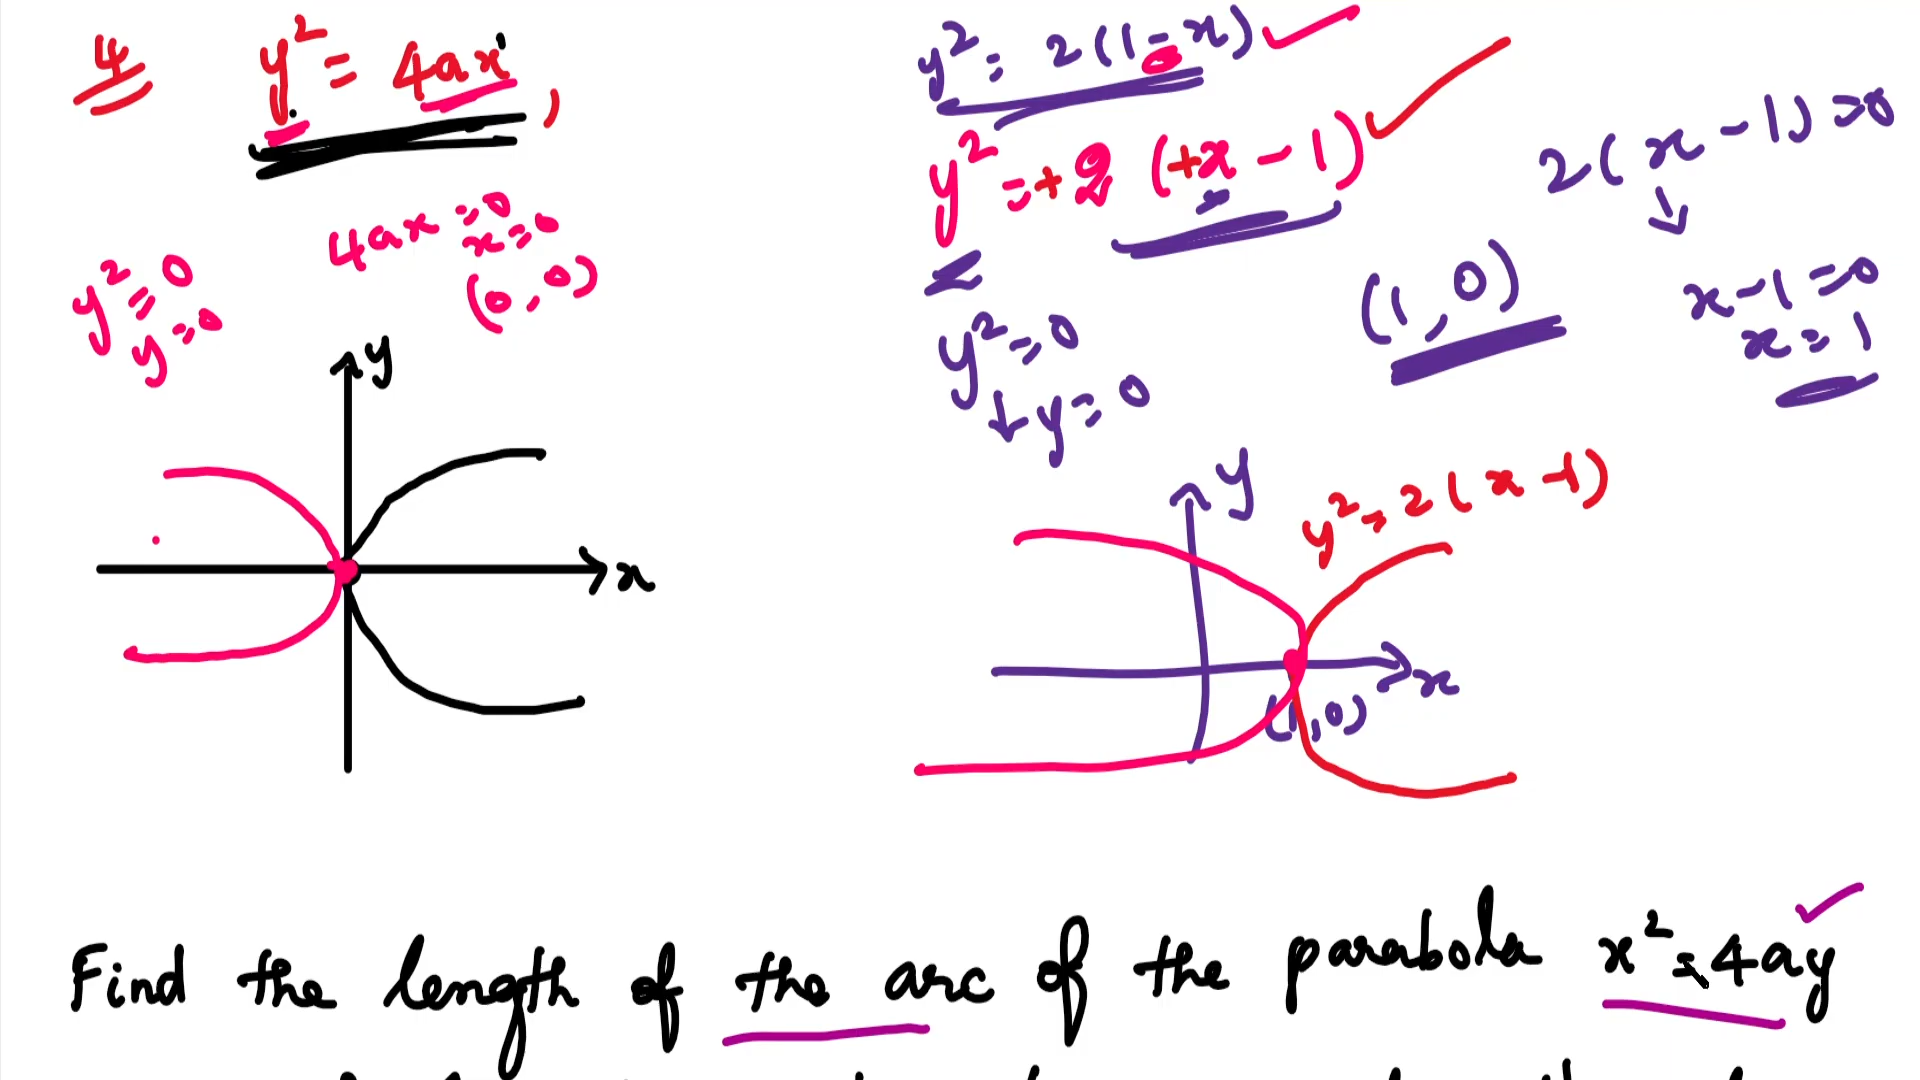 4 y² = 4ax,
4ax = 0
x = 0
y² = 0
y = 0
(0, 0)
y
x
y² = 2(1 - x)
y² = +2 (+x - 1)
2(x - 1) = 0
x - 1 = 0
x = 1
(1, 0)
y² = 0
y = 0
y
y² = 2(x - 1)
x
(1, 0)
Find the length of the arc of the parabola x² = 4ay